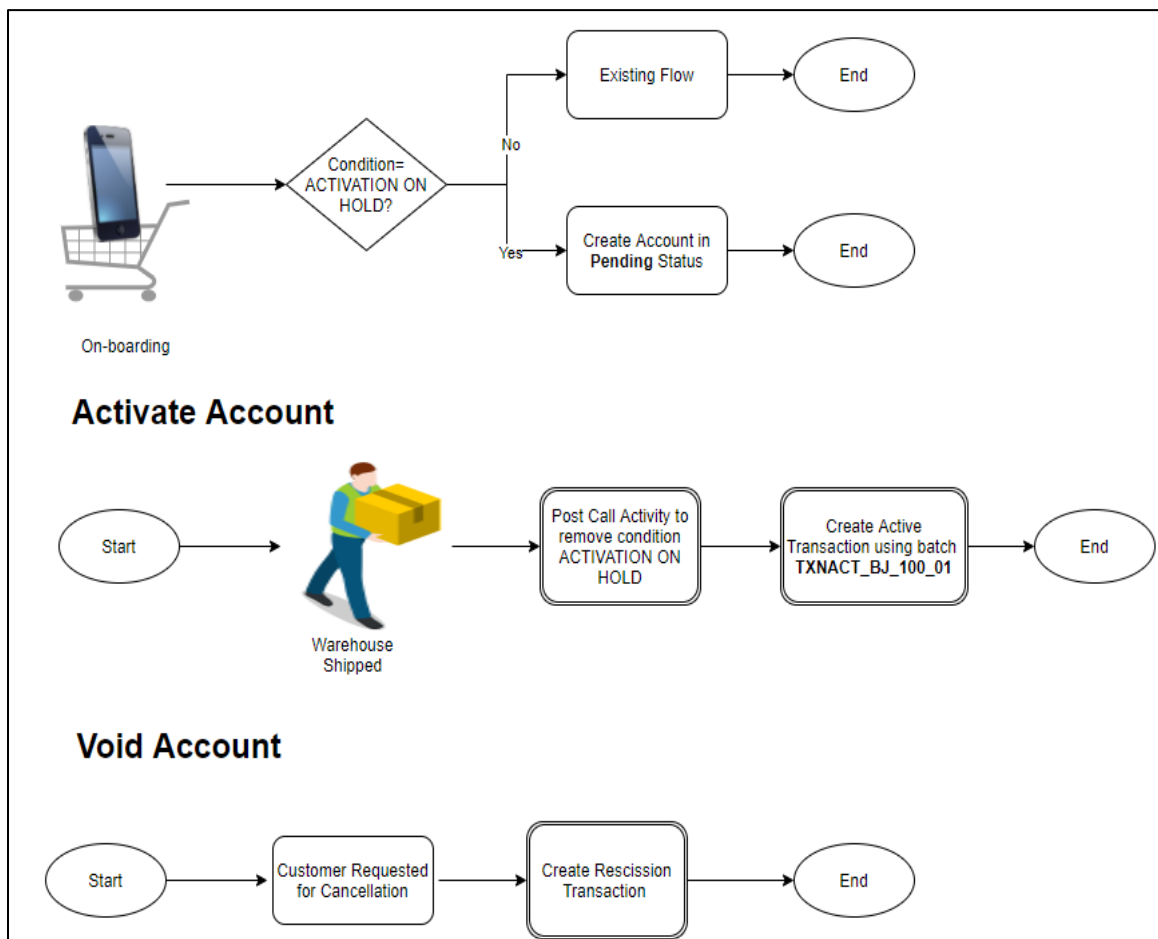 Existing Flow
End
No
Condition=
ACTIVATION ON
HOLD?
Yes
Create Account in
Pending Status
End
On-boarding
Activate Account
Start
Warehouse
Shipped
Post Call Activity to
remove condition
ACTIVATION ON
HOLD
Create Active
Transaction using batch
TXNACT_BJ_100_01
End
Void Account
Start
Customer Requested
for Cancellation
Create Rescission
Transaction
End